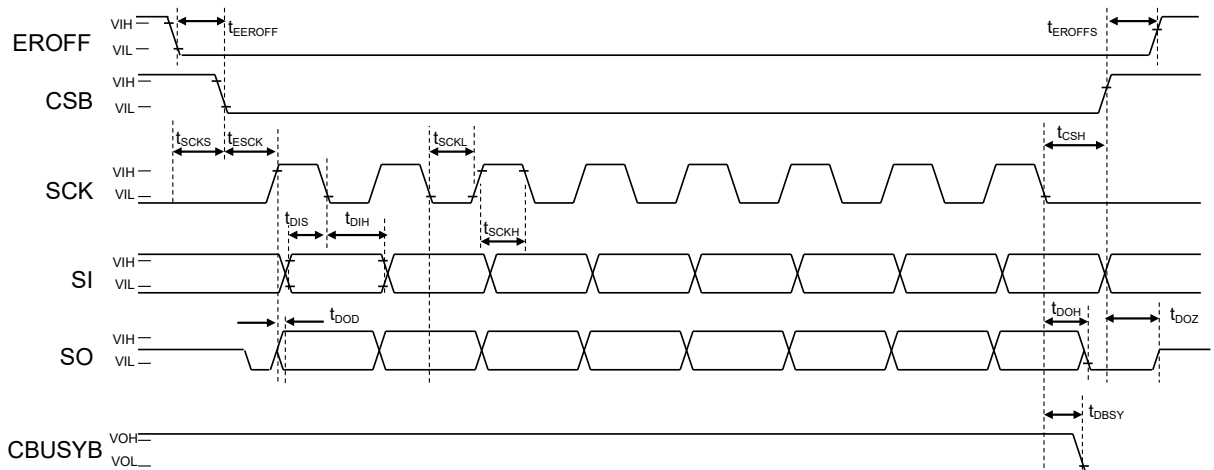 VIH
tEEROFF
tEROFFS
EROFF
VIL
VIH
CSB
VIL
tSCKS
tESCK
tSCKL
tCSH
VIH
SCK
VIL
tDIS
tDIH
tSCKH
VIH
SI
VIL
tDOD
tDOH
tDOZ
VIH
SO
VIL
tDBSY
VOH
CBUSYB
VOL